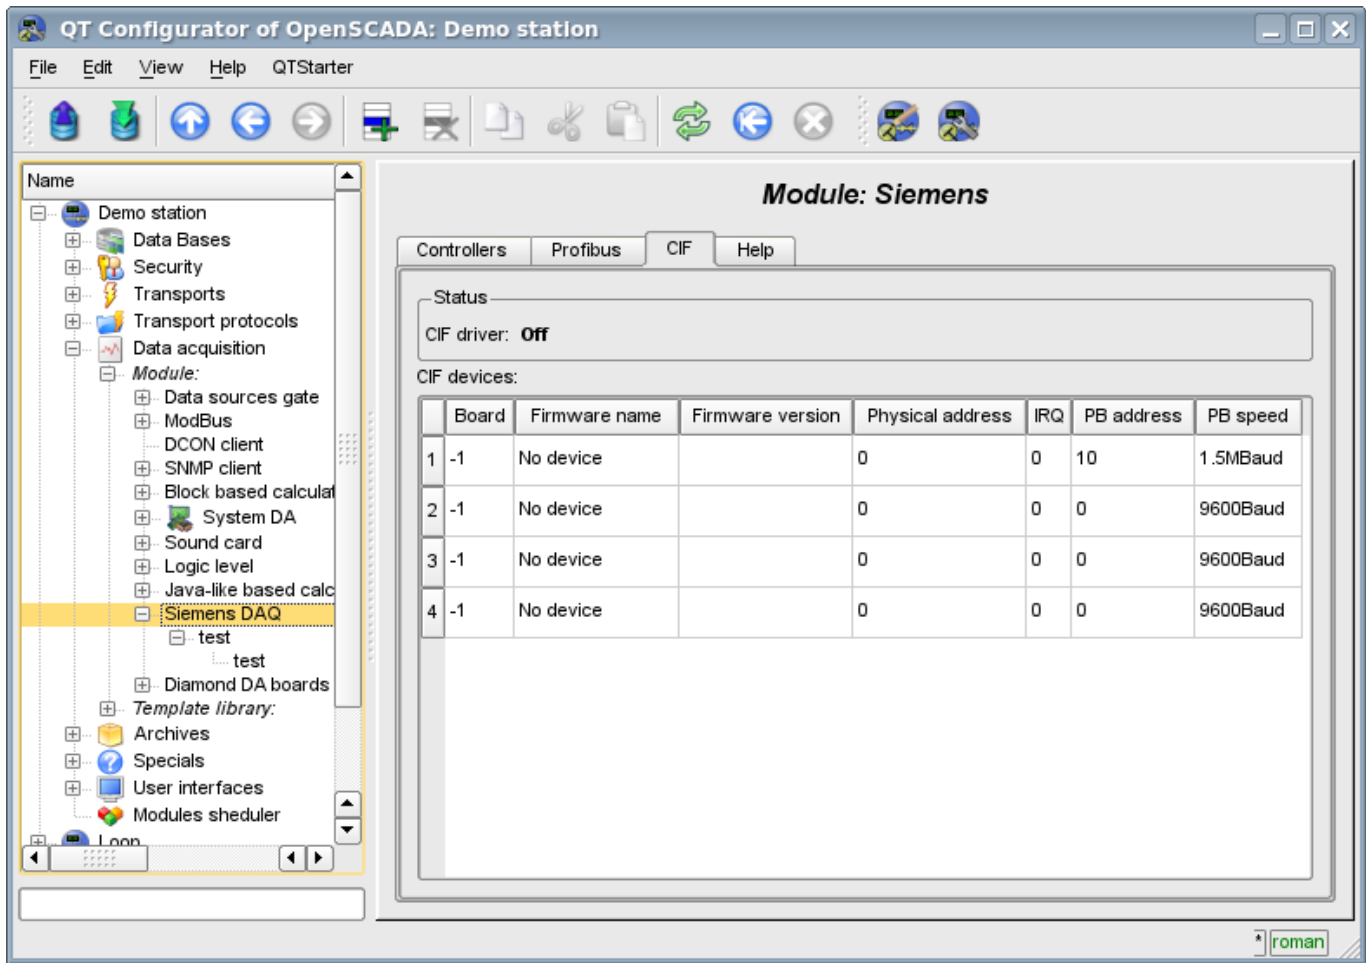 QT Configurator of OpenSCADA: Demo station
File Edit View Help QTStarter
Name
Demo station
Data Bases
Security
Transports
Transport protocols
Data acquisition
Module:
Data sources gate
ModBus
DCON client
SNMP client
Block based calculat
System DA
Sound card
Logic level
Java-like based calc
Siemens DAQ
test
test
Diamond DA boards
Template library:
Archives
Specials
User interfaces
Modules sheduler
Loop
Module: Siemens
Controllers Profibus CIF Help
Status
CIF driver: Off
CIF devices:
Board Firmware name Firmware version Physical address IRQ PB address PB speed
1 -1 No device 0 0 10 1.5MBaud
2 -1 No device 0 0 0 9600Baud
3 -1 No device 0 0 0 9600Baud
4 -1 No device 0 0 0 9600Baud
* roman